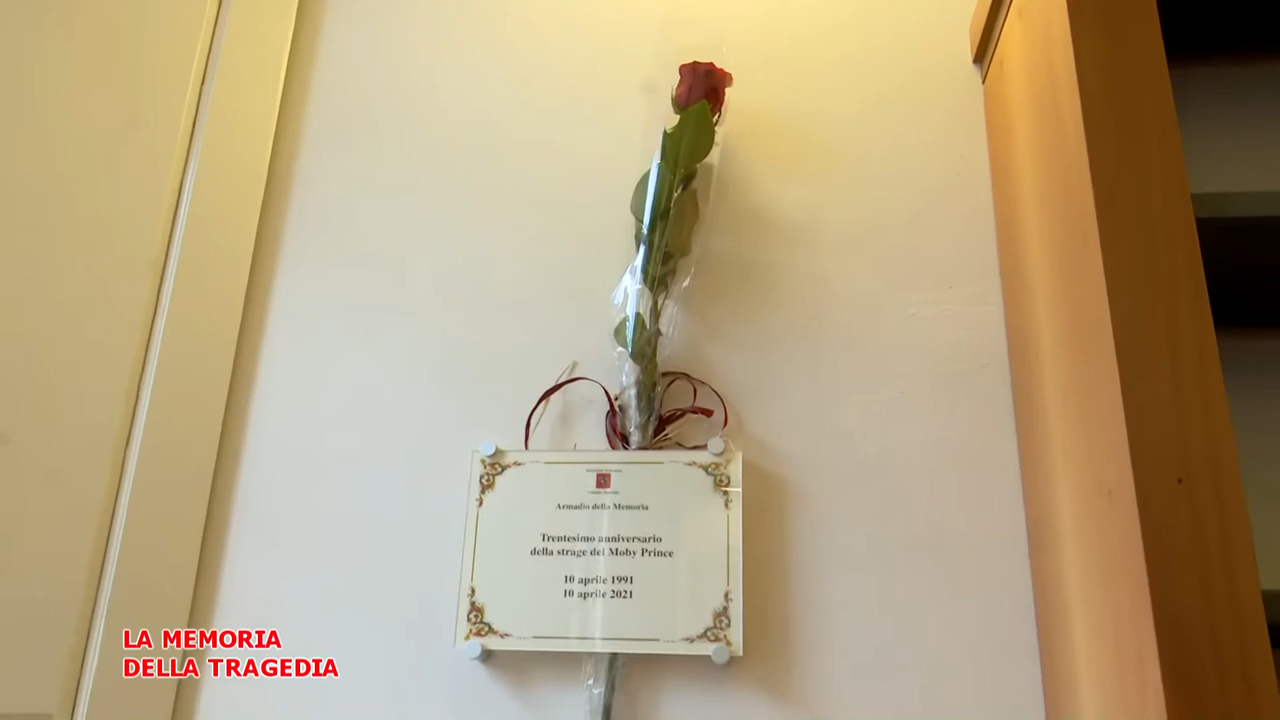 Armadio della Memoria
Trentesimo anniversario
della strage del Moby Prince
10 aprile 1991
10 aprile 2021
LA MEMORIA
DELLA TRAGEDIA